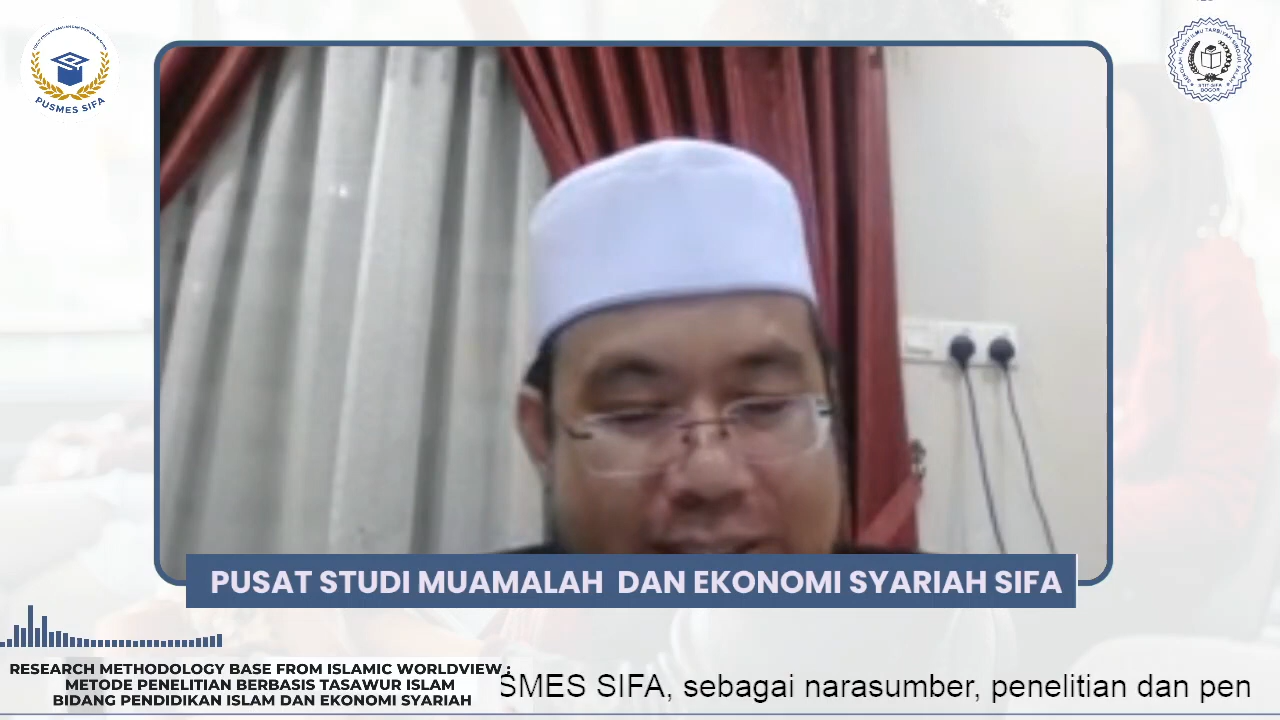 PUSMES SIFA
PUSAT STUDI MUAMALAH DAN EKONOMI SYARIAH SIFA
RESEARCH METHODOLOGY BASE FROM ISLAMIC WORLDVIEW :
METODE PENELITIAN BERBASIS TASAWUR ISLAM
BIDANG PENDIDIKAN ISLAM DAN EKONOMI SYARIAH
SMES SIFA, sebagai narasumber, penelitian dan pen